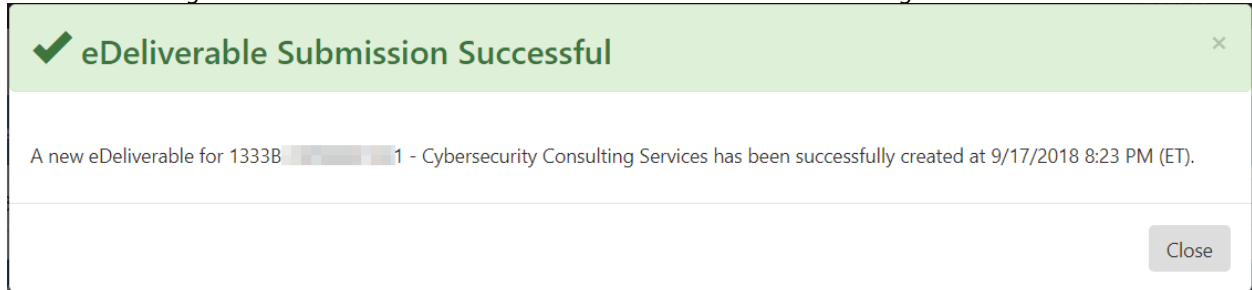 eDeliverable Submission Successful
×
A new eDeliverable for 1333B 1 - Cybersecurity Consulting Services has been successfully created at 9/17/2018 8:23 PM (ET).
Close